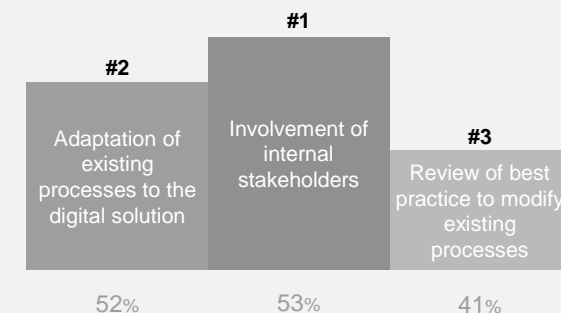 #1
#2
#3
Adaptation of
existing
processes to the
digital solution
Involvement of
internal
stakeholders
Review of best
practice to modify
existing
processes
52%
53%
41%